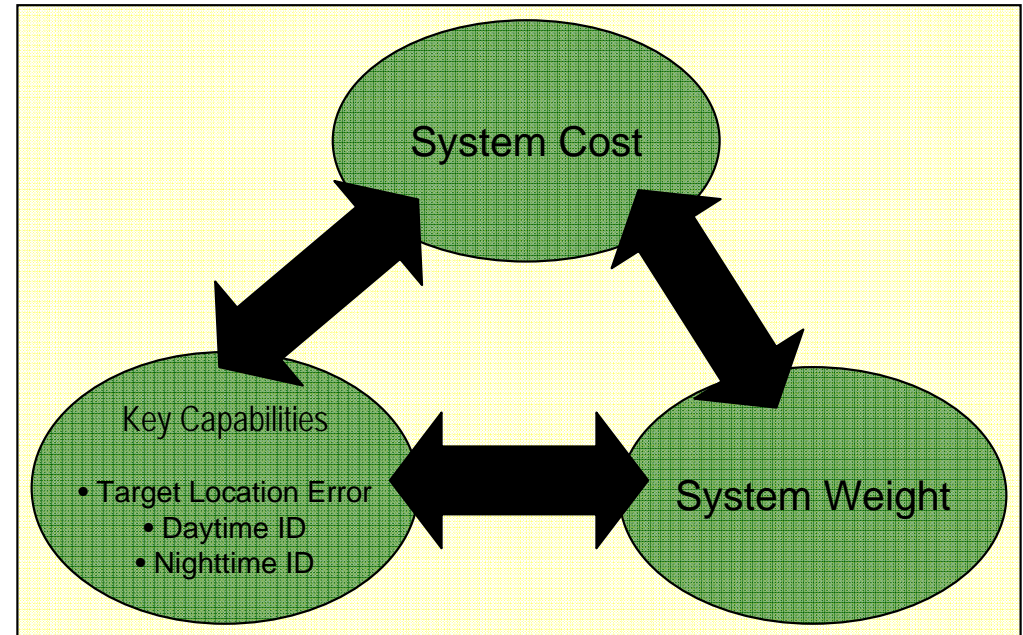 System Cost
Key Capabilities
• Target Location Error
• Daytime ID
• Nighttime ID
System Weight